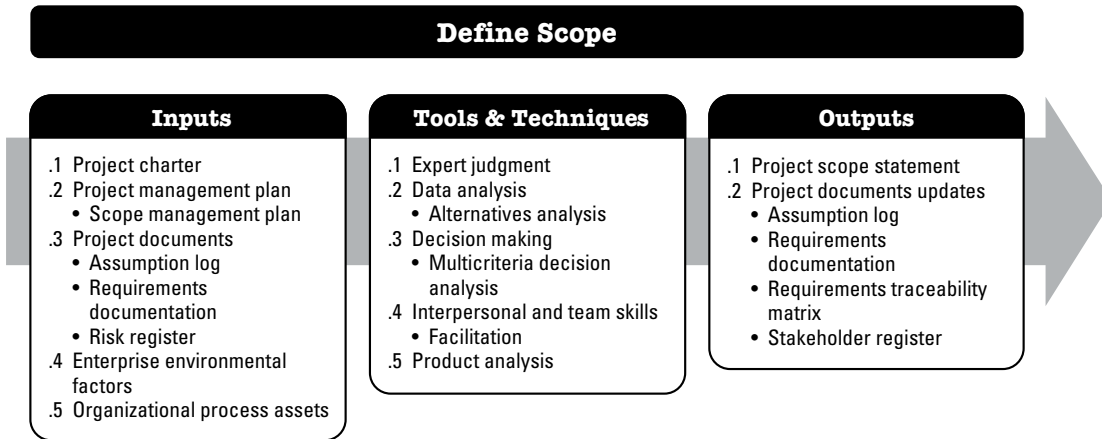 Define Scope
Inputs
.1 Project charter
.2 Project management plan
• Scope management plan
.3 Project documents
• Assumption log
• Requirements
documentation
• Risk register
.4 Enterprise environmental
factors
.5 Organizational process assets
Tools & Techniques
.1 Expert judgment
.2 Data analysis
• Alternatives analysis
.3 Decision making
• Multicriteria decision
analysis
.4 Interpersonal and team skills
• Facilitation
.5 Product analysis
Outputs
.1 Project scope statement
.2 Project documents updates
• Assumption log
• Requirements
documentation
• Requirements traceability
matrix
• Stakeholder register